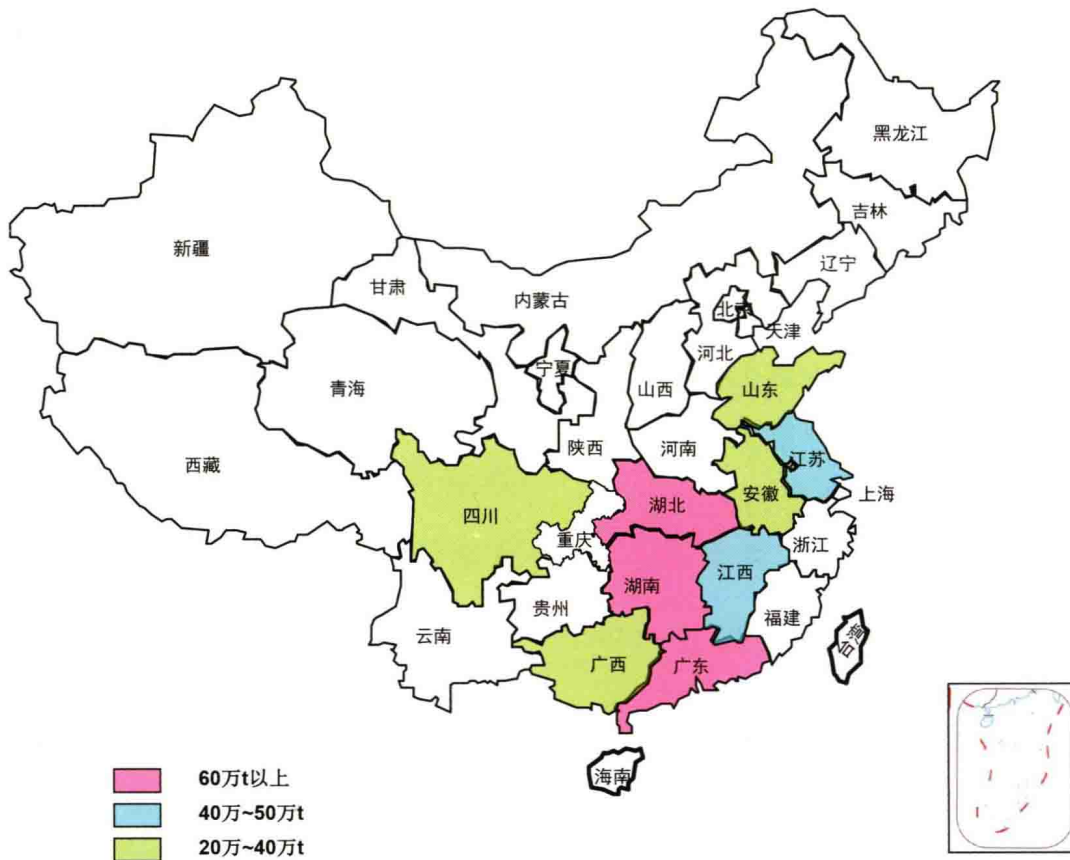 黑龙江
吉林
辽宁
新疆
甘肃
内蒙古
北京
天津
河北
宁夏
山西
山东
青海
陕西
河南
江苏
西藏
安徽
上海
四川
湖北
重庆
浙江
江西
湖南
贵州
福建
云南
台湾
广西
广东
海南
60万t以上
40万~50万t
20万~40万t